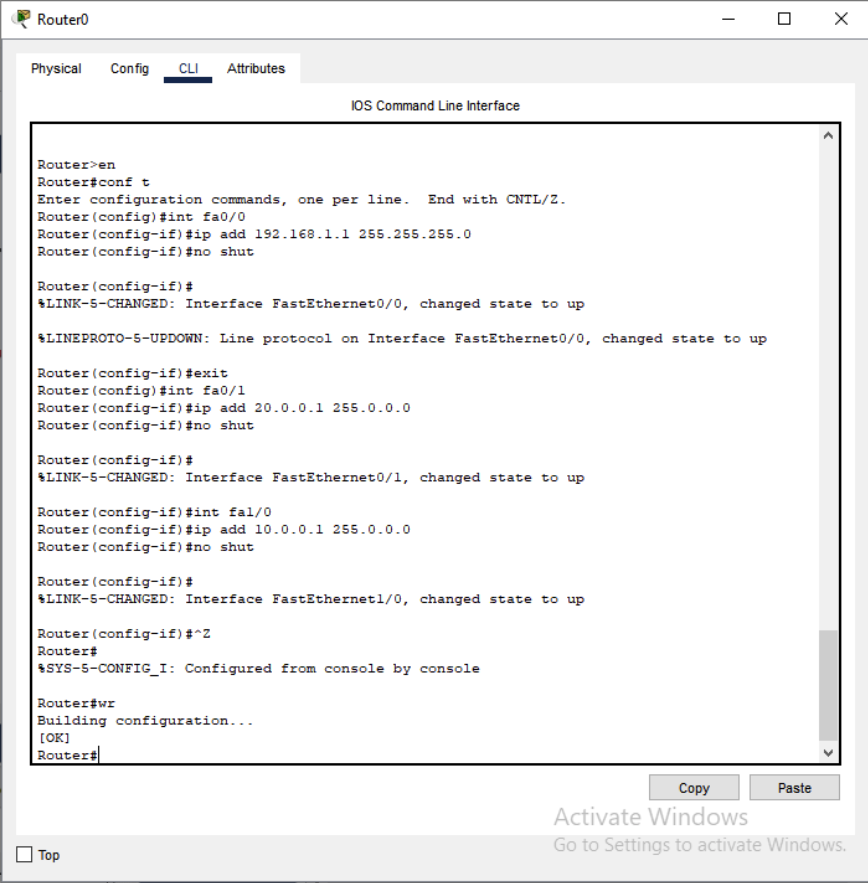 Router0
Physical Config CLI Attributes
IOS Command Line Interface
Router>en
Router#conf t
Enter configuration commands, one per line.  End with CNTL/Z.
Router(config)#int fa0/0
Router(config-if)#ip add 192.168.1.1 255.255.255.0
Router(config-if)#no shut
Router(config-if)#
%LINK-5-CHANGED: Interface FastEthernet0/0, changed state to up
%LINEPROTO-5-UPDOWN: Line protocol on Interface FastEthernet0/0, changed state to up
Router(config-if)#exit
Router(config)#int fa0/1
Router(config-if)#ip add 20.0.0.1 255.0.0.0
Router(config-if)#no shut
Router(config-if)#
%LINK-5-CHANGED: Interface FastEthernet0/1, changed state to up
Router(config-if)#int fa1/0
Router(config-if)#ip add 10.0.0.1 255.0.0.0
Router(config-if)#no shut
Router(config-if)#
%LINK-5-CHANGED: Interface FastEthernet1/0, changed state to up
Router(config-if)#^Z
Router#
%SYS-5-CONFIG_I: Configured from console by console
Router#wr
Building configuration...
[OK]
Router#
Copy Paste
Activate Windows
Go to Settings to activate Windows.
Top